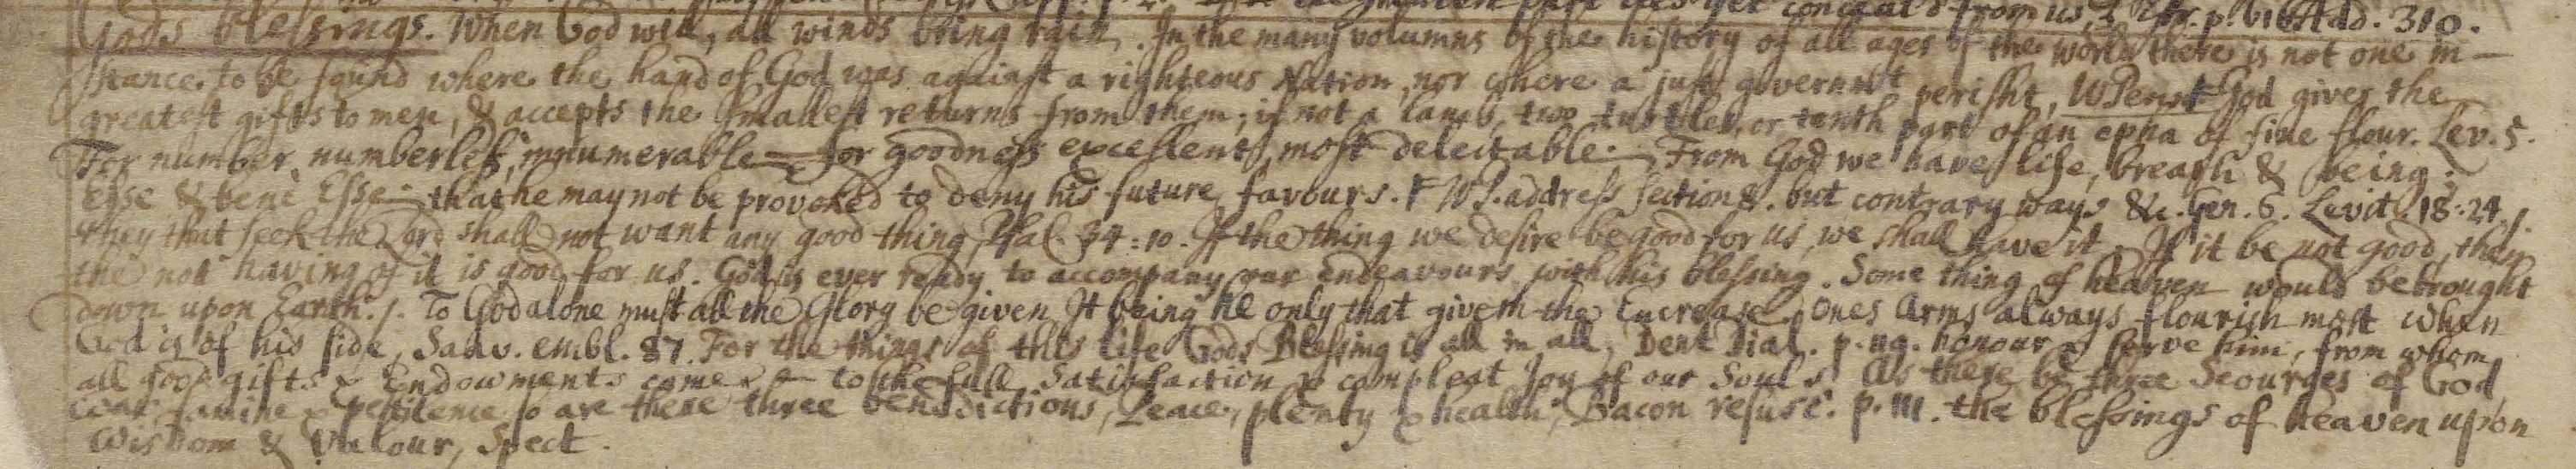 conceal'd from us, p. 616 Add. 310.
Gods blessings. When God will, all winds bring rain. In the many volumns of the history of all ages of the world there is not one in-
stance to be found where the hand of God was against a righteous Nation, nor where a just governmt perisht, WPennt God gives the
greatest gifts to men, & accepts the smallest returns from them; if not a lamb, two turtles, or tenth part of an epha of fine flour. Lev. 5.
For number numberless, innumerable for goodness excellent, most delectable. From God we have life, breath & being;
Esse & bene Esse that he may not be provoked to deny his future favours. WP. address section 8. but contrary ways &c. Gen. 6. Levit. 18:24.
they that seek the Lord shall not want any good thing, Psal. 34:10. If the thing we desire be good for us, we shall have it. If it be not good, then
the not having of it is good for us. God is ever ready to accompany our endeavours with his blessing. Some thing of heaven would be brought
down upon Earth. To God alone must all the Glory be given, It being he only that giveth the Encrease. Ones Arms always flourish most when
God is of his side, Saav. embl. 87. For the things of this life Gods Blessing is all in all, Dent Dial. p. 119. honour & serve him, from whom
all good gifts & Endowments come & to the full Satisfaction & compleat Joy of our Souls. As there be three Scourges of God,
war famine & pestilence so are there three benedictions, Peace, plenty & health, Bacon resusc. p. 111. the blessings of heaven upon
Wisdom & Valour, Spect.